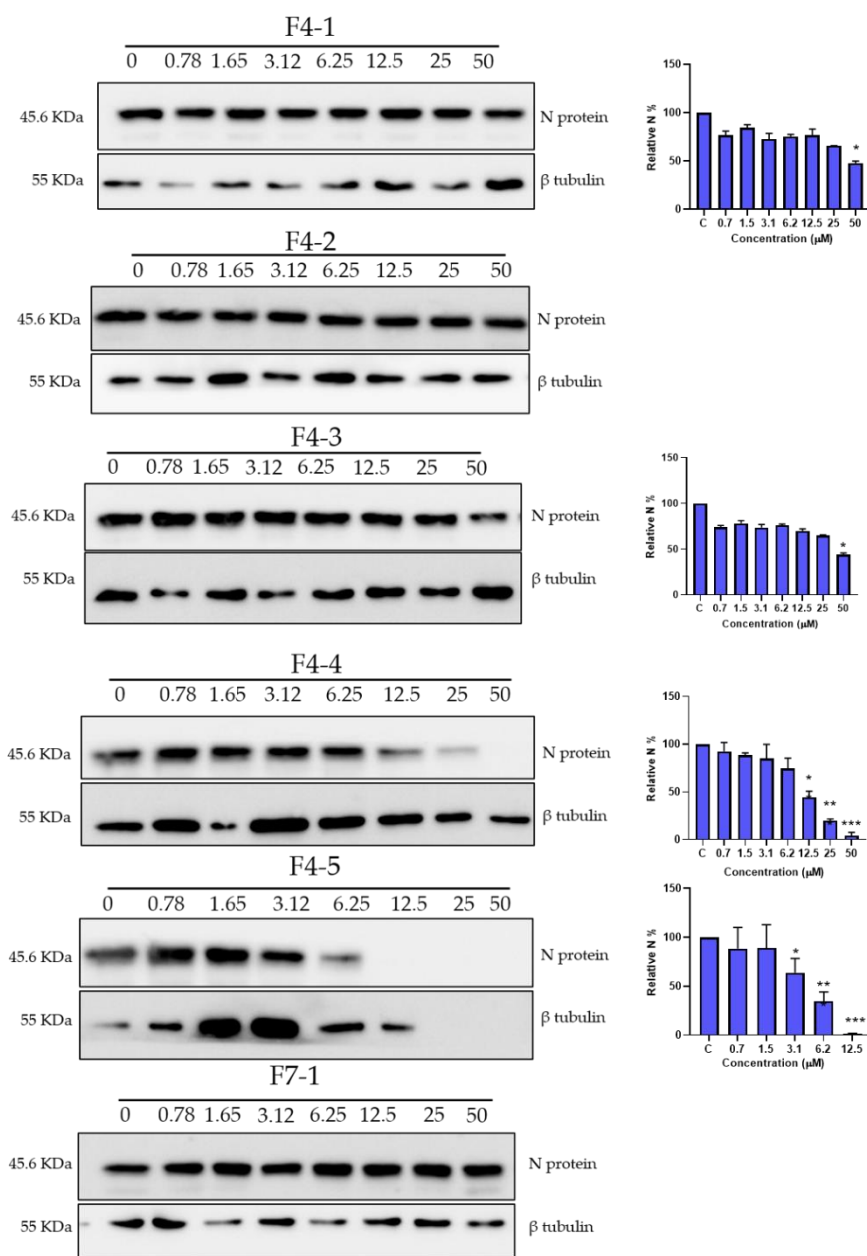 F4-1
0 0.78 1.65 3.12 6.25 12.5 25 50
45.6 KDa N protein
55 KDa β tubulin
150
100
50
0
Relative N %
C 0.7 1.5 3.1 6.2 12.5 25 50
*
Concentration (μM)
F4-2
0 0.78 1.65 3.12 6.25 12.5 25 50
45.6 KDa N protein
55 KDa β tubulin
F4-3
0 0.78 1.65 3.12 6.25 12.5 25 50
45.6 KDa N protein
55 KDa β tubulin
150
100
50
0
Relative N %
*
C 0.7 1.5 3.1 6.2 12.5 25 50
Concentration (μM)
F4-4
0 0.78 1.65 3.12 6.25 12.5 25 50
45.6 KDa N protein
55 KDa β tubulin
150
100
50
0
Relative N %
* ** ***
C 0.7 1.5 3.1 6.2 12.5 25 50
Concentration (μM)
F4-5
0 0.78 1.65 3.12 6.25 12.5 25 50
45.6 KDa N protein
55 KDa β tubulin
150
100
50
0
Relative N %
* ** ***
C 0.7 1.5 3.1 6.2 12.5
Concentration (μM)
F7-1
0 0.78 1.65 3.12 6.25 12.5 25 50
45.6 KDa N protein
55 KDa β tubulin